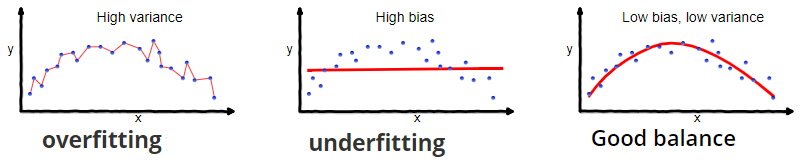 High variance
y
x
overfitting
High bias
y
x
underfitting
Low bias, low variance
y
x
Good balance